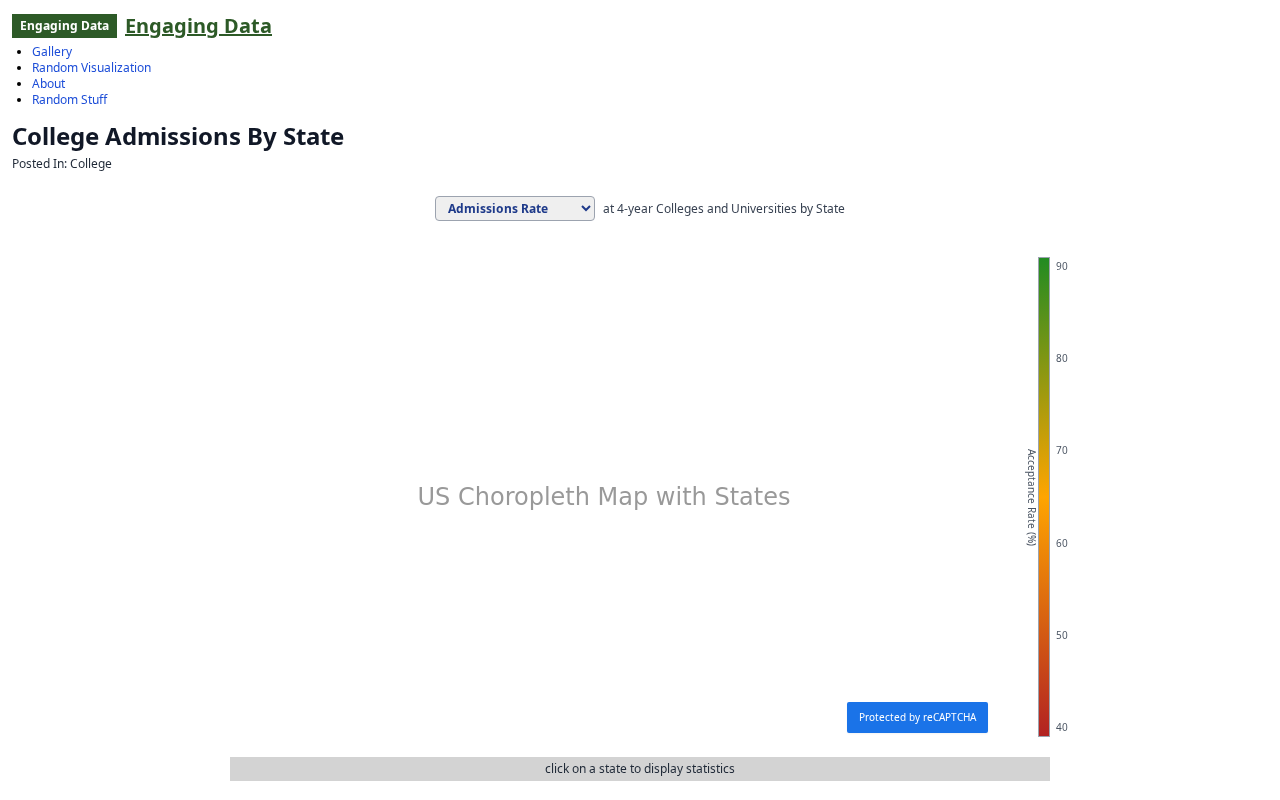 Engaging Data Engaging Data
Gallery
Random Visualization
About
Random Stuff
College Admissions By State
Posted In: College
Admissions Rate at 4-year Colleges and Universities by State
US Choropleth Map with States
Acceptance Rate (%)
90
80
70
60
50
40
Protected by reCAPTCHA
click on a state to display statistics